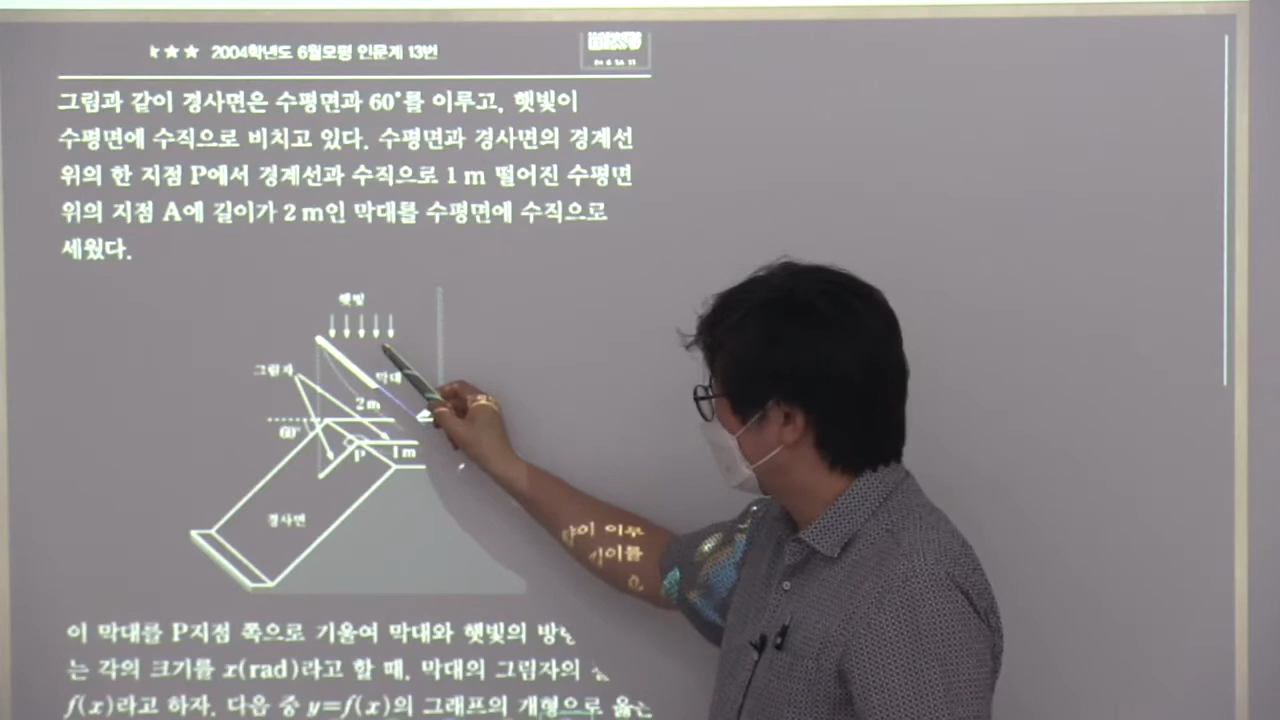 ★★ 2004학년도 6월모평 인문계 13번
그림과 같이 경사면은 수평면과 60°를 이루고, 햇빛이
수평면에 수직으로 비치고 있다. 수평면과 경사면의 경계선
위의 한 지점 P에서 경계선과 수직으로 1 m 떨어진 수평면
위의 지점 A에 길이가 2 m인 막대를 수평면에 수직으로
세웠다.
햇빛
그림자
막대
2 m
60°
P
1 m
경사면
이 이루
길이를
이 막대를 P지점 쪽으로 기울여 막대와 햇빛의 방
는 각의 크기를 x(rad)라고 할 때, 막대의 그림자의
f(x)라고 하자. 다음 중 y=f(x)의 그래프의 개형으로 옳는